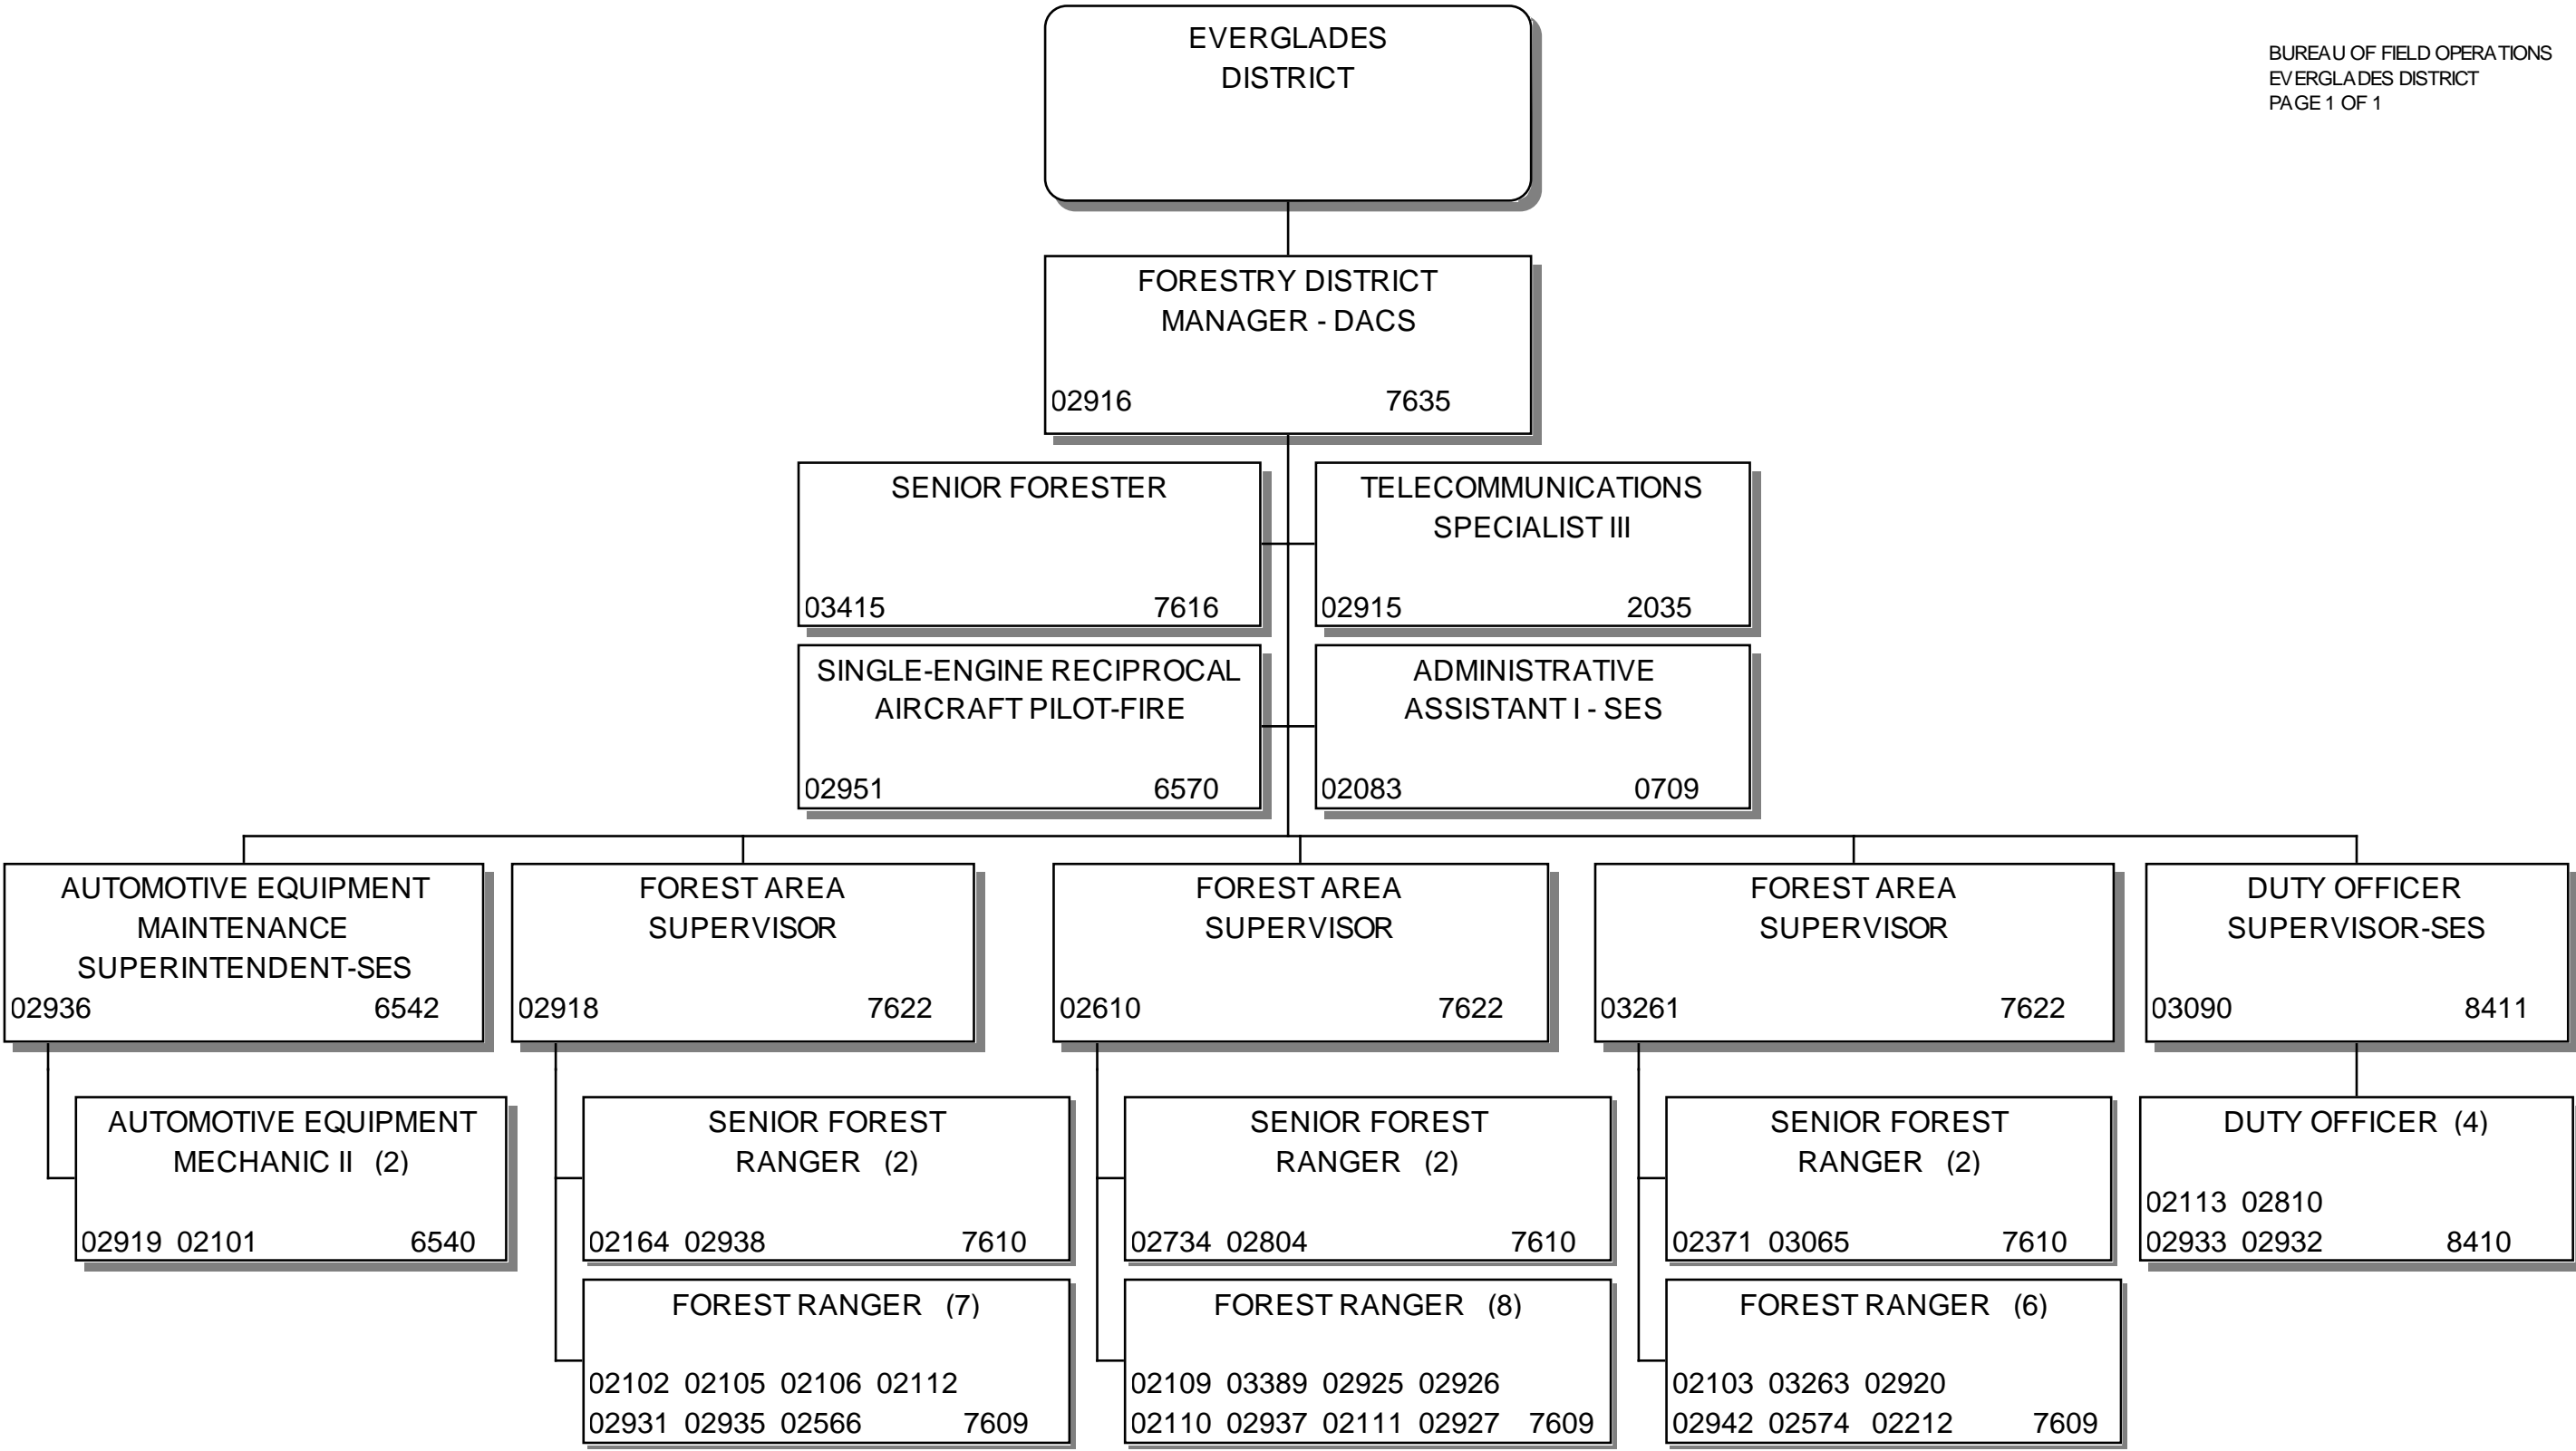 EVERGLADES
DISTRICT
BUREAU OF FIELD OPERATIONS
EVERGLADES DISTRICT
PAGE 1 OF 1
FORESTRY DISTRICT
MANAGER - DACS
02916 7635
SENIOR FORESTER
03415 7616
TELECOMMUNICATIONS
SPECIALIST III
02915 2035
SINGLE-ENGINE RECIPROCAL
AIRCRAFT PILOT-FIRE
02951 6570
ADMINISTRATIVE
ASSISTANT I - SES
02083 0709
AUTOMOTIVE EQUIPMENT
MAINTENANCE
SUPERINTENDENT-SES
02936 6542
FOREST AREA
SUPERVISOR
02918 7622
FOREST AREA
SUPERVISOR
02610 7622
FOREST AREA
SUPERVISOR
03261 7622
DUTY OFFICER
SUPERVISOR-SES
03090 8411
AUTOMOTIVE EQUIPMENT
MECHANIC II (2)
02919 02101 6540
SENIOR FOREST
RANGER (2)
02164 02938 7610
SENIOR FOREST
RANGER (2)
02734 02804 7610
SENIOR FOREST
RANGER (2)
02371 03065 7610
DUTY OFFICER (4)
02113 02810
02933 02932 8410
FOREST RANGER (7)
02102 02105 02106 02112
02931 02935 02566 7609
FOREST RANGER (8)
02109 03389 02925 02926
02110 02937 02111 02927 7609
FOREST RANGER (6)
02103 03263 02920
02942 02574 02212 7609